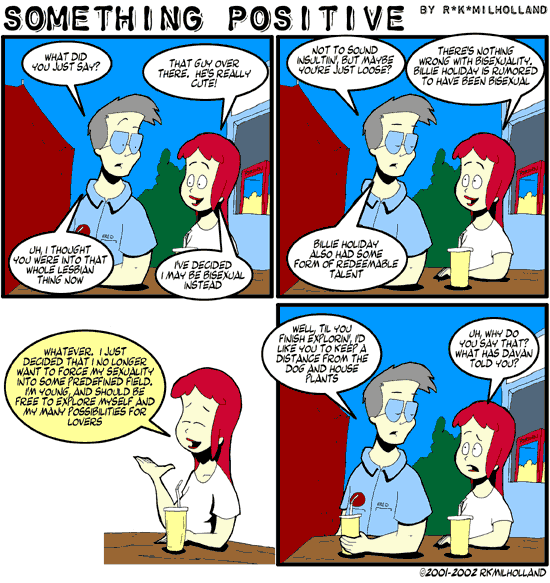 SOMETHING POSITIVE BY R*K*MILHOLLAND
WHAT DID
YOU JUST SAY?
THAT GUY OVER
THERE. HE'S REALLY
CUTE!
UH, I THOUGHT
YOU WERE INTO THAT
WHOLE LESBIAN
THING NOW
I'VE DECIDED
I MAY BE BISEXUAL
INSTEAD
FRED
NOT TO SOUND
INSULTIN', BUT MAYBE
YOU'RE JUST LOOSE?
THERE'S NOTHING
WRONG WITH BISEXUALITY.
BILLIE HOLIDAY IS RUMORED
TO HAVE BEEN BISEXUAL
BILLIE HOLIDAY
ALSO HAD SOME
FORM OF REDEEMABLE
TALENT
WHATEVER. I JUST
DECIDED THAT I NO LONGER
WANT TO FORCE MY SEXUALITY
INTO SOME PREDEFINED FIELD.
I'M YOUNG, AND SHOULD BE
FREE TO EXPLORE MYSELF AND
MY MANY POSSIBILITIES FOR
LOVERS
WELL, TIL YOU
FINISH EXPLORIN', I'D
LIKE YOU TO KEEP A
DISTANCE FROM THE
DOG AND HOUSE
PLANTS
UH, WHY DO
YOU SAY THAT?
WHAT HAS DAVAN
TOLD YOU?
FRED
©2001-2002 RKMILHOLLAND